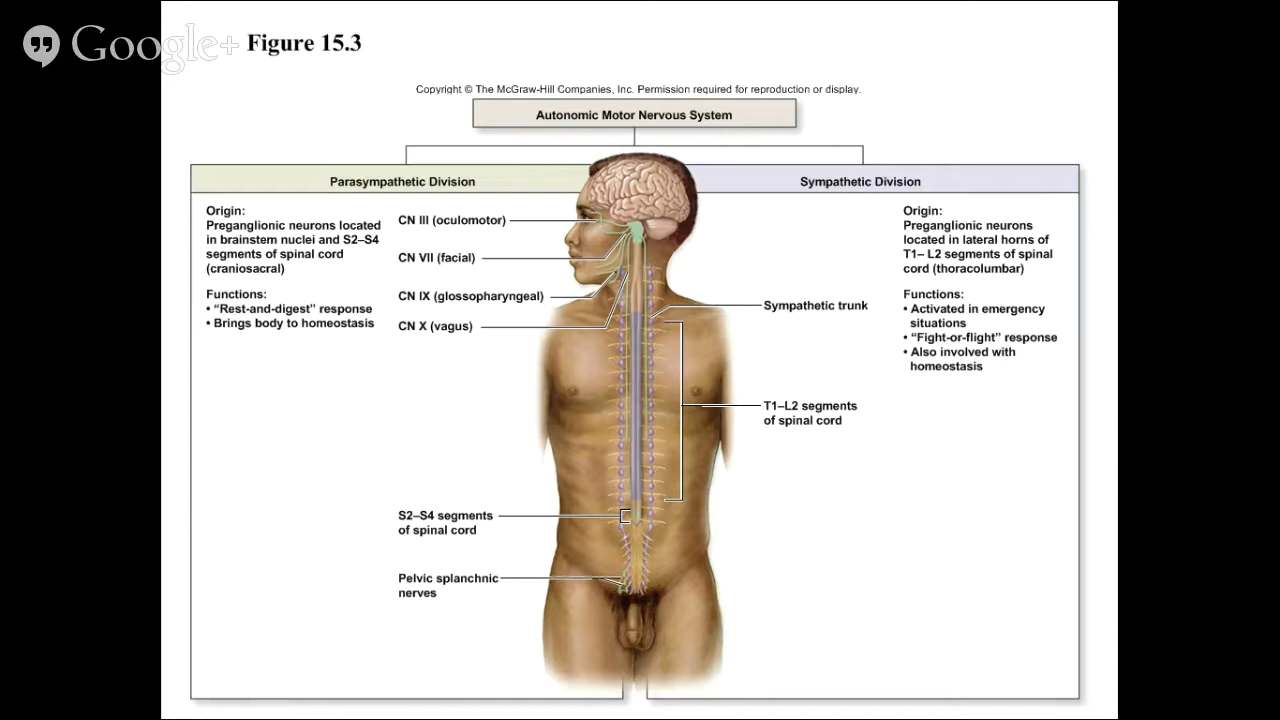 Google+
Figure 15.3
Copyright © The McGraw-Hill Companies, Inc. Permission required for reproduction or display.
Autonomic Motor Nervous System
Parasympathetic Division
Origin:
Preganglionic neurons located
in brainstem nuclei and S2–S4
segments of spinal cord
(craniosacral)
Functions:
• “Rest-and-digest” response
• Brings body to homeostasis
CN III (oculomotor)
CN VII (facial)
CN IX (glossopharyngeal)
CN X (vagus)
S2–S4 segments
of spinal cord
Pelvic splanchnic
nerves
Sympathetic Division
Sympathetic trunk
T1–L2 segments
of spinal cord
Origin:
Preganglionic neurons
located in lateral horns of
T1– L2 segments of spinal
cord (thoracolumbar)
Functions:
• Activated in emergency
situations
• “Fight-or-flight” response
• Also involved with
homeostasis